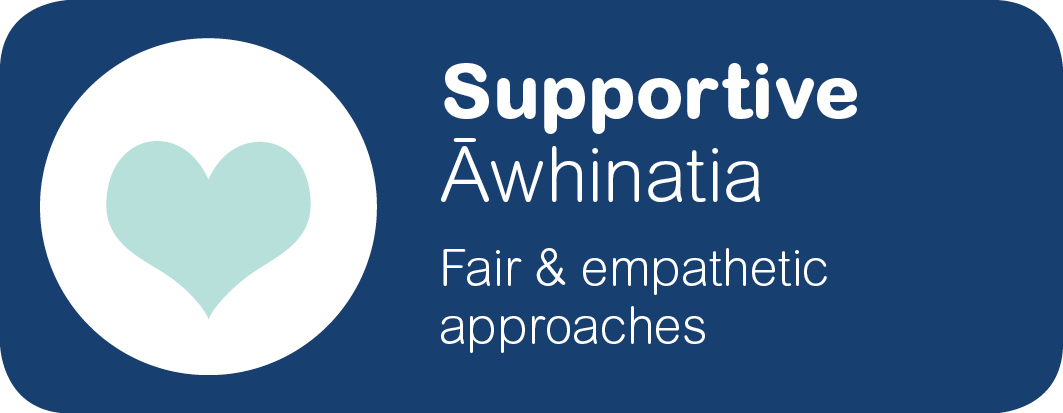 Supportive
Āwhinatia
Fair & empathetic
approaches